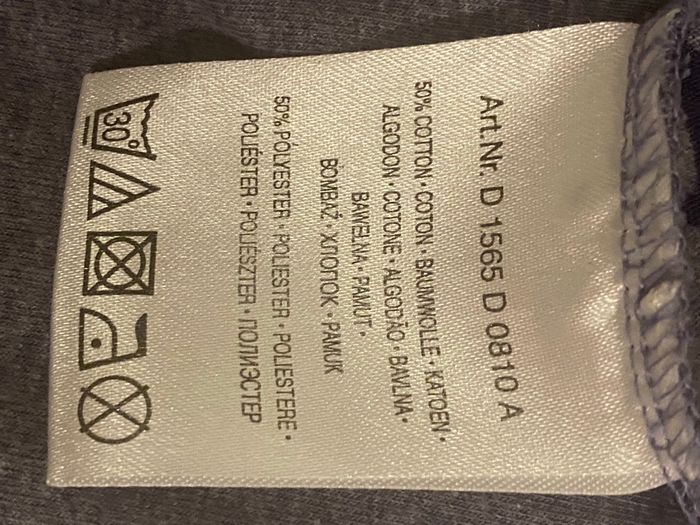 Art.Nr. D 1565 D 0810 A
50% COTTON · COTON · BAUMWOLLE · KATOEN ·
ALGODON · COTONE · ALGODÃO · BAVLNA ·
BAWEŁNA · PAMUT ·
BOMBAŽ · ХЛОПОК · PAMUK
50% POLYESTER · POLIESTER · POLIESTERE ·
POLIÉSTER · POLIÉSZTER · ПОЛИЭСТЕР
30°